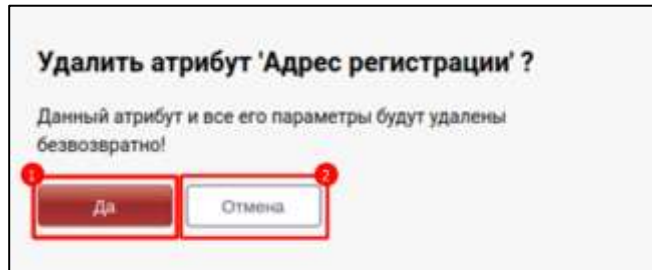 Удалить атрибут 'Адрес регистрации' ?
Данный атрибут и все его параметры будут удалены
безвозвратно!
1 2
Да Отмена